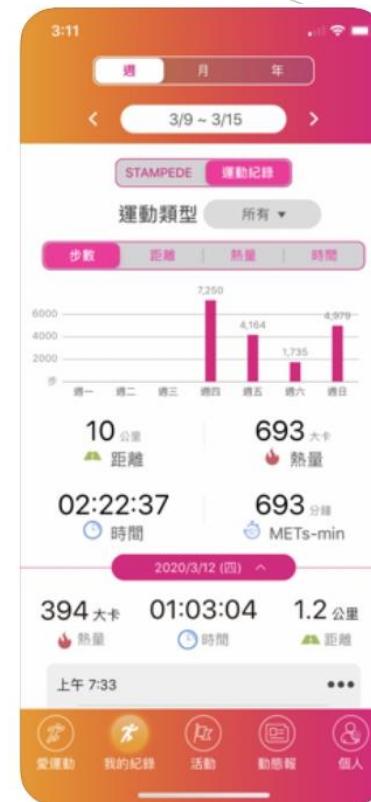 3:11
週 月 年
< 3/9 ~ 3/15 >
STAMPEDE 運動記錄
運動類型 所有 ▼
步數 距離 熱量 時間
7,250
6000 4,979
4000 4,164
2000 1,735
步
週一 週二 週三 週四 週五 週六 週日
10 公里 693 大卡
距離 熱量
02:22:37 693 分鐘
時間 METs-min
2020/3/12 (四) ^
394 大卡 01:03:04 1.2 公里
熱量 時間 距離
上午 7:33 •••
愛運動 我的紀錄 活動 動態報 個人